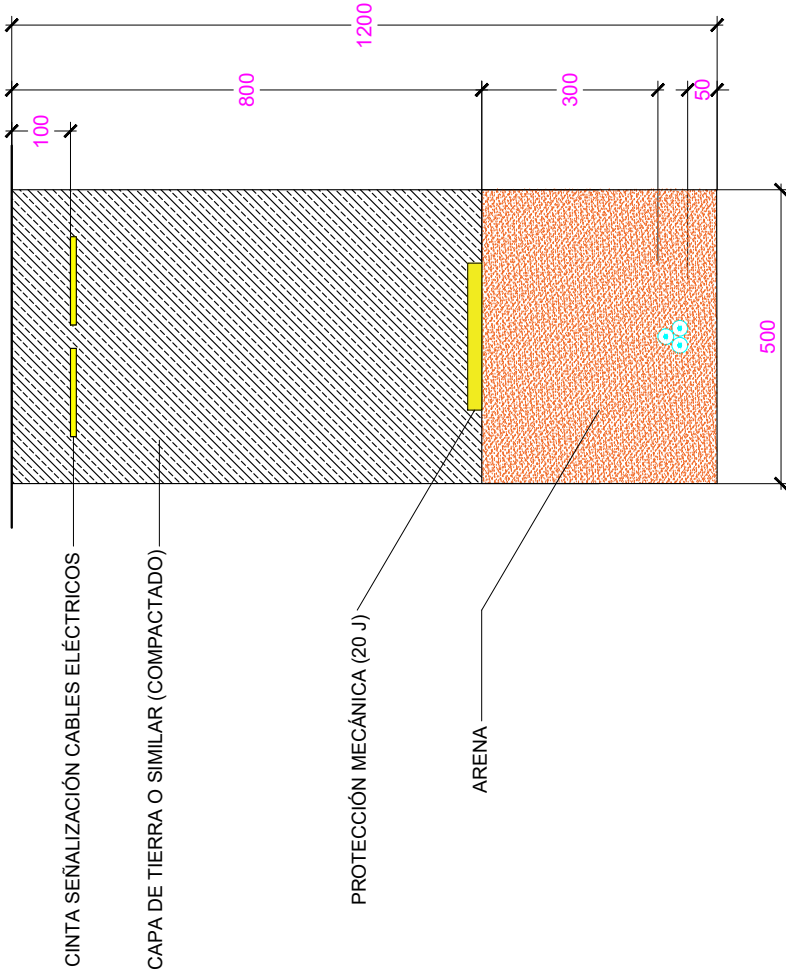 CINTA SEÑALIZACIÓN CABLES ELÉCTRICOS
CAPA DE TIERRA O SIMILAR (COMPACTADO)
PROTECCIÓN MECÁNICA (20 J)
ARENA
100
800
1200
300
50
500